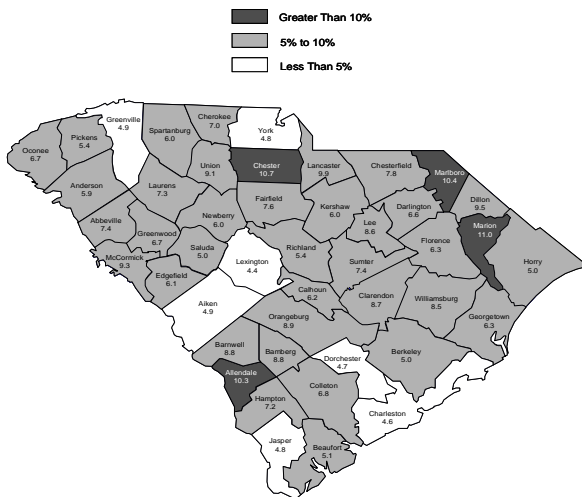 Greater Than 10%
5% to 10%
Less Than 5%
Cherokee
7.0
Greenville
4.9
York
4.8
Spartanburg
6.0
Pickens
5.4
Oconee
6.7
Union
9.1
Chester
10.7
Lancaster
9.9
Chesterfield
7.8
Marlboro
10.4
Anderson
5.9
Laurens
7.3
Fairfield
7.6
Kershaw
6.0
Darlington
6.6
Dillon
9.5
Abbeville
7.4
Greenwood
6.7
Newberry
6.0
Lee
8.6
Florence
6.3
Marion
11.0
McCormick
9.3
Saluda
5.0
Lexington
4.4
Richland
5.4
Sumter
7.4
Horry
5.0
Edgefield
6.1
Aiken
4.9
Calhoun
6.2
Clarendon
8.7
Williamsburg
8.5
Georgetown
6.3
Orangeburg
8.9
Barnwell
8.8
Bamberg
8.8
Dorchester
4.7
Berkeley
5.0
Allendale
10.3
Hampton
7.2
Colleton
6.8
Charleston
4.6
Jasper
4.8
Beaufort
5.1